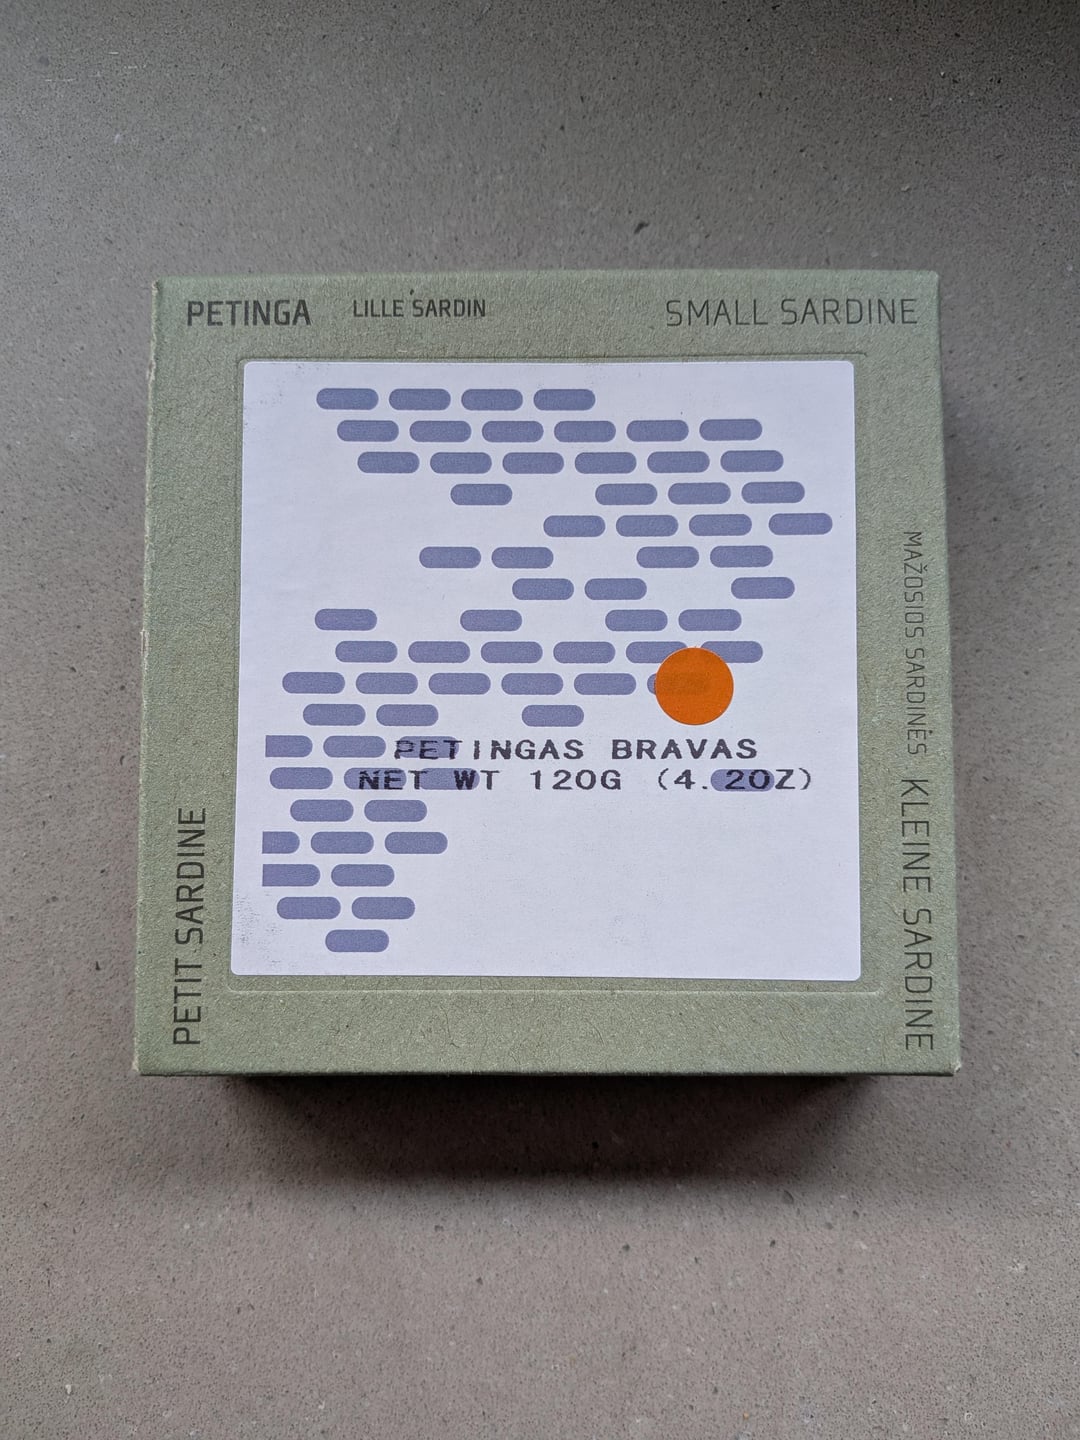 PETINGA
LILLE SARDIN
SMALL SARDINE
MAŽOSIOS SARDINĖS
KLEINE SARDINE
PETINGAS BRAVAS
NET WT 120G (4.2OZ)
PETIT SARDINE